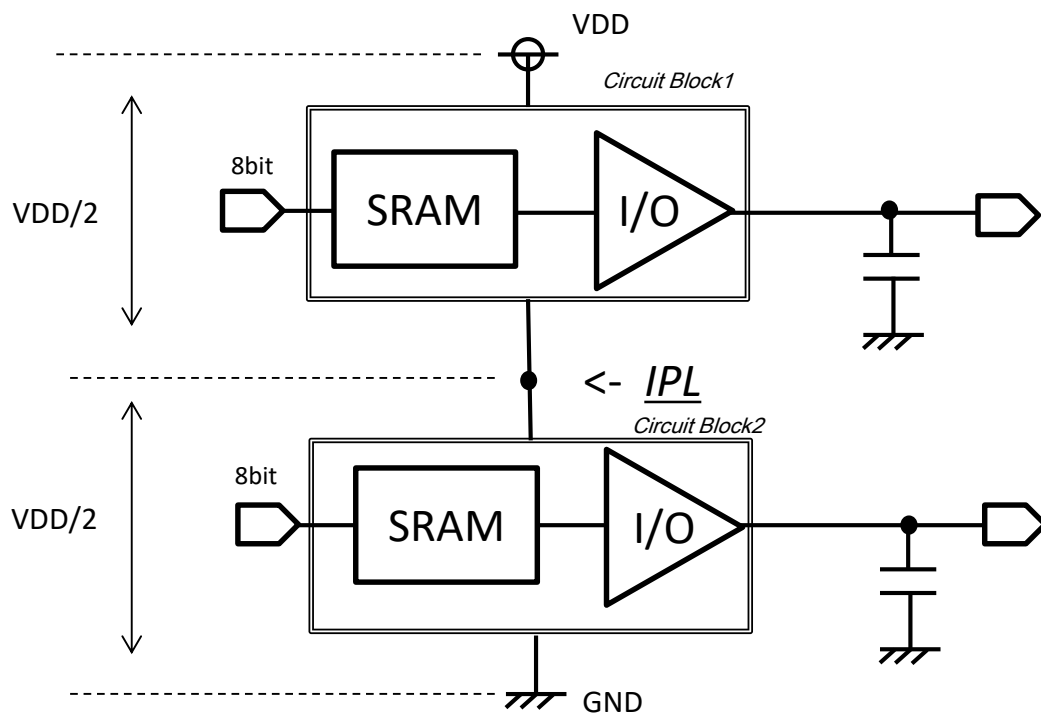 VDD
Circuit Block1
8bit
SRAM
I/O
VDD/2
<- IPL
Circuit Block2
8bit
SRAM
I/O
VDD/2
GND